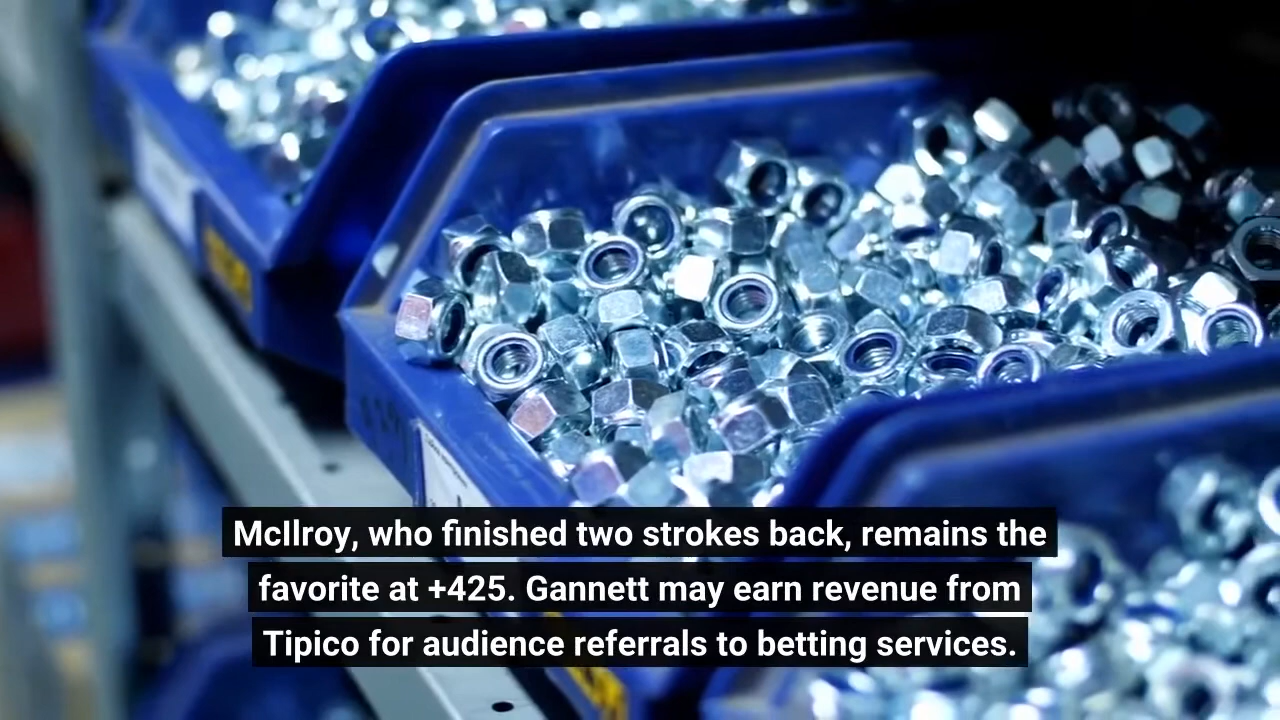 McIlroy, who finished two strokes back, remains the
favorite at +425. Gannett may earn revenue from
Tipico for audience referrals to betting services.